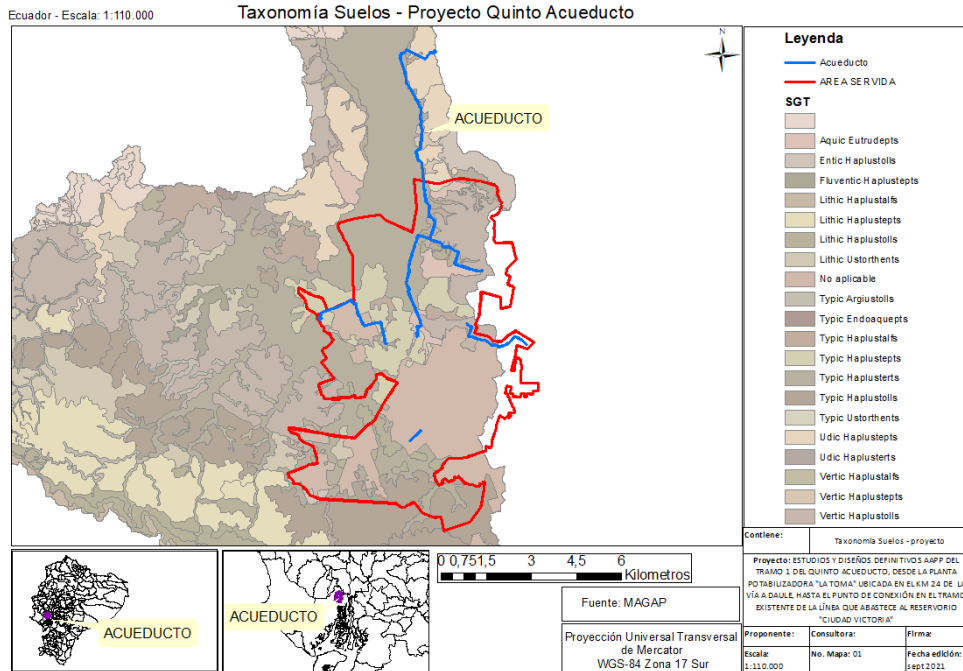 Ecuador - Escala: 1:110.000
Taxonomía Suelos - Proyecto Quinto Acueducto
N
ACUEDUCTO
Leyenda
Acueducto
AREA SERVIDA
SGT
Aquic Eutrudepts
Entic Haplustolls
Fluventic Haplustepts
Lithic Haplustalfs
Lithic Haplustepts
Lithic Haplustolls
Lithic Ustorthents
No aplicable
Typic Argiustolls
Typic Endoaquepts
Typic Haplustalfs
Typic Haplustepts
Typic Haplusterts
Typic Haplustolls
Typic Ustorthents
Udic Haplustepts
Udic Haplusterts
Vertic Haplustalfs
Vertic Haplustepts
Vertic Haplustolls
Contiene:
Taxonomía Suelos - proyecto
Proyecto: ESTUDIOS Y DISEÑOS DEFINITIVOS AAPP DEL
TRAMO 1 DEL QUINTO ACUEDUCTO, DESDE LA PLANTA
POTABILIZADORA "LA TOMA" UBICADA EN EL KM 24 DE LA
VÍA A DAULE, HASTA EL PUNTO DE CONEXIÓN EN EL TRAMO
EXISTENTE DE LA LÍNEA QUE ABASTECE AL RESERVORIO
"CIUDAD VICTORIA"
Proponente:
Consultora:
Firma:
Escala:
1:110.000
No. Mapa: 01
Fecha edición:
sept 2021
ACUEDUCTO
ACUEDUCTO
0 0,751,5 3 4,5 6
Kilometros
Fuente: MAGAP
Proyección Universal Transversal
de Mercator
WGS-84 Zona 17 Sur